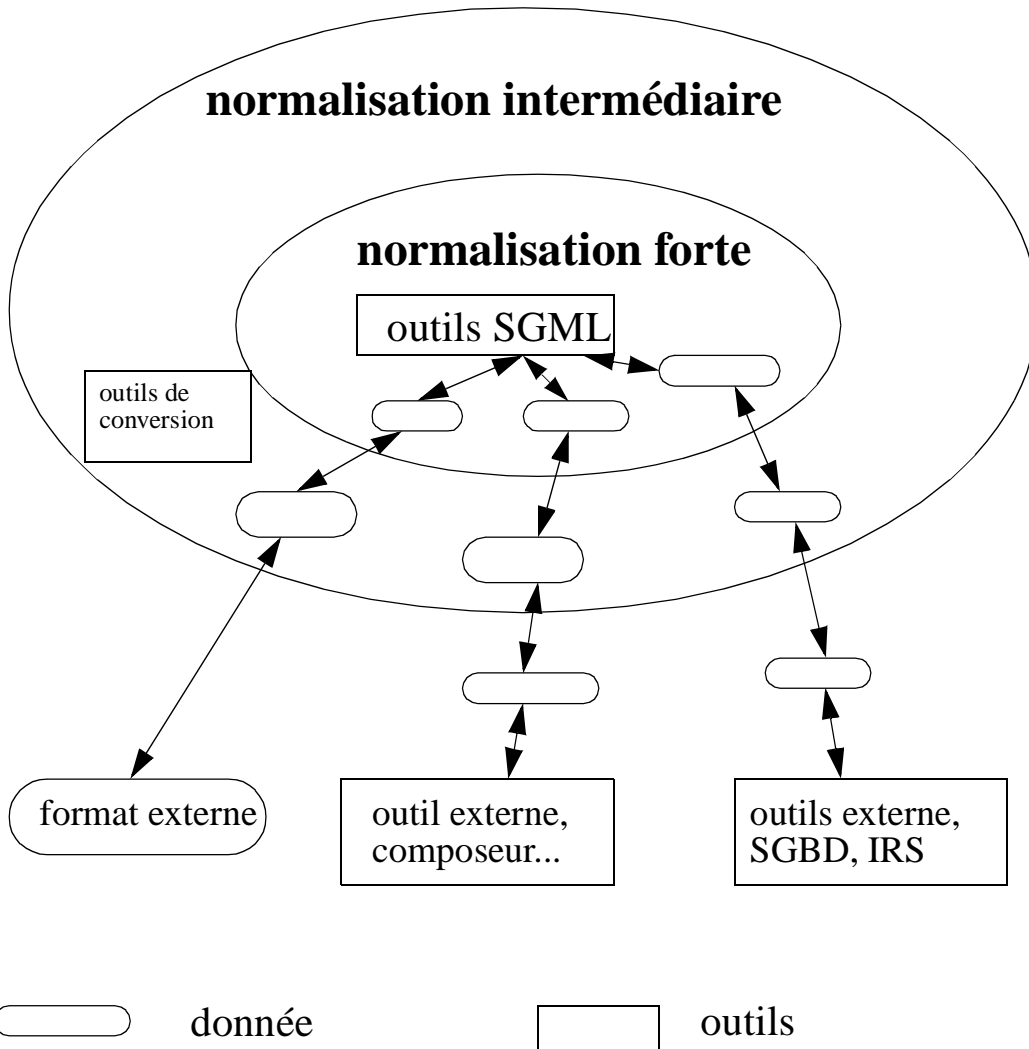 normalisation intermédiaire
normalisation forte
outils SGML
outils de
conversion
format externe
outil externe,
composeur...
outils externe,
SGBD, IRS
donnée
outils